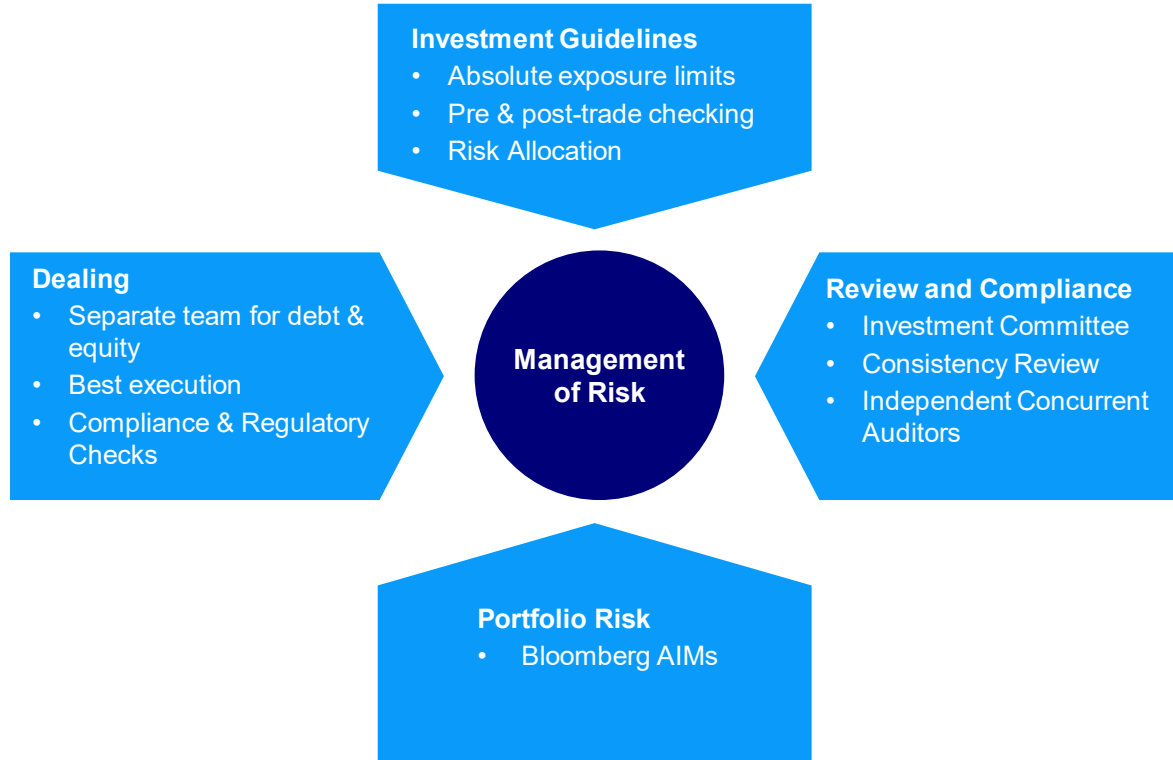 Investment Guidelines
• Absolute exposure limits
• Pre & post-trade checking
• Risk Allocation
Dealing
• Separate team for debt &
equity
• Best execution
• Compliance & Regulatory
Checks
Management
of Risk
Review and Compliance
• Investment Committee
• Consistency Review
• Independent Concurrent
Auditors
Portfolio Risk
• Bloomberg AIMs